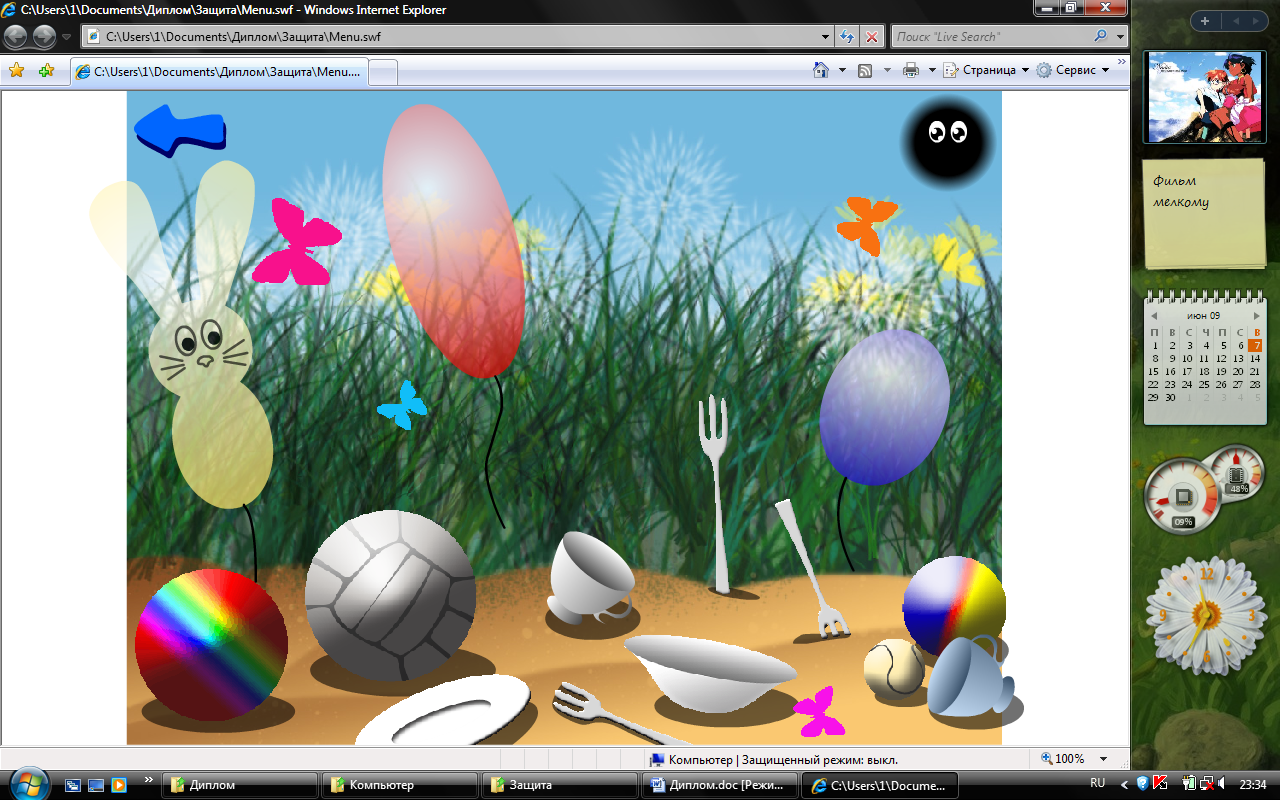 C:\Users\1\Documents\Диплом\Защита\Menu.swf - Windows Internet Explorer
C:\Users\1\Documents\Диплом\Защита\Menu.swf
Поиск "Live Search"
C:\Users\1\Documents\Диплом\Защита\Menu....
Страница
Сервис
Фильм
мелкому
июн 09
П В С Ч П С В
1 2 3 4 5 6 7
8 9 10 11 12 13 14
15 16 17 18 19 20 21
22 23 24 25 26 27 28
29 30 1 2 3 4 5
48%
09%
12
3
6
9
Компьютер | Защищенный режим: выкл.
100%
Диплом
Компьютер
Защита
Диплом.doc [Режи...
C:\Users\1\Docume...
RU
23:34